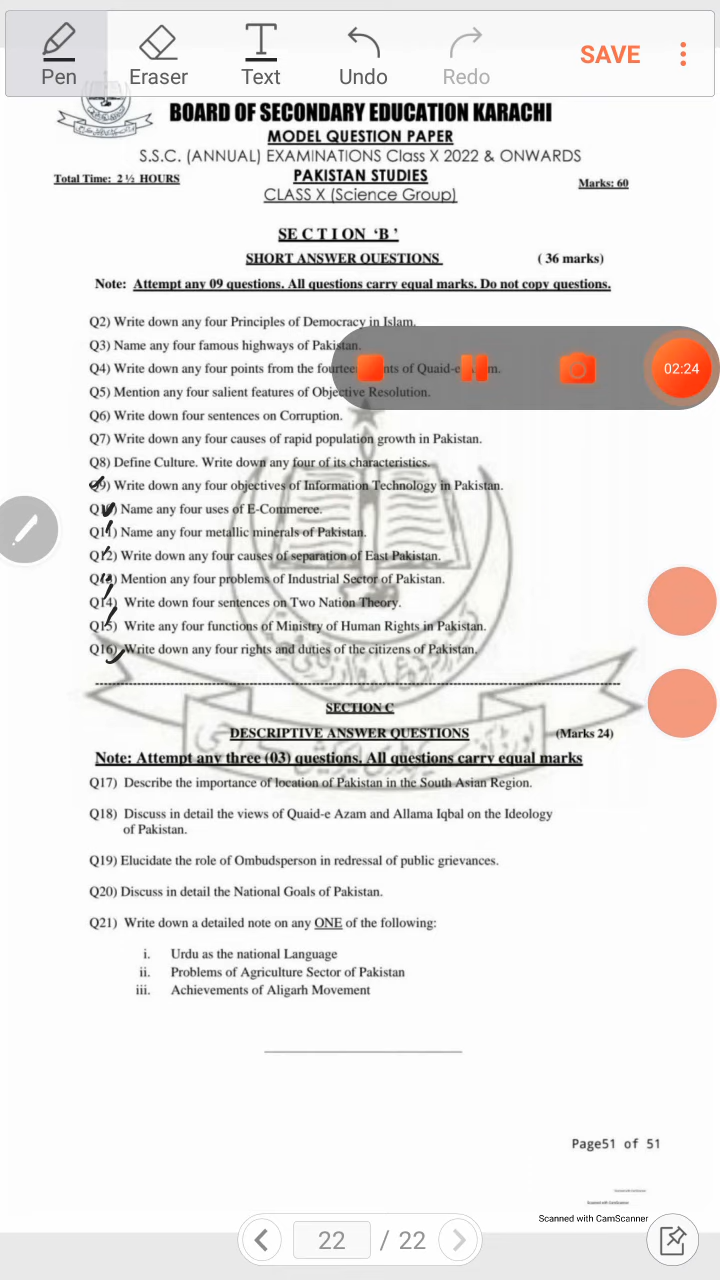 Pen Eraser Text Undo Redo SAVE
BOARD OF SECONDARY EDUCATION KARACHI
MODEL QUESTION PAPER
S.S.C. (ANNUAL) EXAMINATIONS Class X 2022 & ONWARDS
Total Time: 2 ½ HOURS PAKISTAN STUDIES Marks: 60
CLASS X (Science Group)
SECTION ‘B’
SHORT ANSWER QUESTIONS ( 36 marks)
Note: Attempt any 09 questions. All questions carry equal marks. Do not copy questions.
Q2) Write down any four Principles of Democracy in Islam.
Q3) Name any four famous highways of Pakistan.
Q4) Write down any four points from the of Quaid-e
02:24
Q5) Mention any four salient features of Objective Resolution.
Q6) Write down four sentences on Corruption.
Q7) Write down any four causes of rapid population growth in Pakistan.
Q8) Define Culture. Write down any four of its characteristics.
Q9) Write down any four objectives of Information Technology in Pakistan.
Q10) Name any four uses of E-Commerce.
Q11) Name any four metallic minerals of Pakistan.
Q12) Write down any four causes of separation of East Pakistan.
Q13) Mention any four problems of Industrial Sector of Pakistan.
Q14) Write down four sentences on Two Nation Theory.
Q15) Write any four functions of Ministry of Human Rights in Pakistan.
Q16) Write down any four rights and duties of the citizens of Pakistan.
SECTION C
DESCRIPTIVE ANSWER QUESTIONS (Marks 24)
Note: Attempt any three (03) questions. All questions carry equal marks
Q17) Describe the importance of location of Pakistan in the South Asian Region.
Q18) Discuss in detail the views of Quaid-e Azam and Allama Iqbal on the Ideology
of Pakistan.
Q19) Elucidate the role of Ombudsperson in redressal of public grievances.
Q20) Discuss in detail the National Goals of Pakistan.
Q21) Write down a detailed note on any ONE of the following:
i. Urdu as the national Language
ii. Problems of Agriculture Sector of Pakistan
iii. Achievements of Aligarh Movement
Page51 of 51
Scanned with CamScanner
Scanned with CamScanner
22 / 22